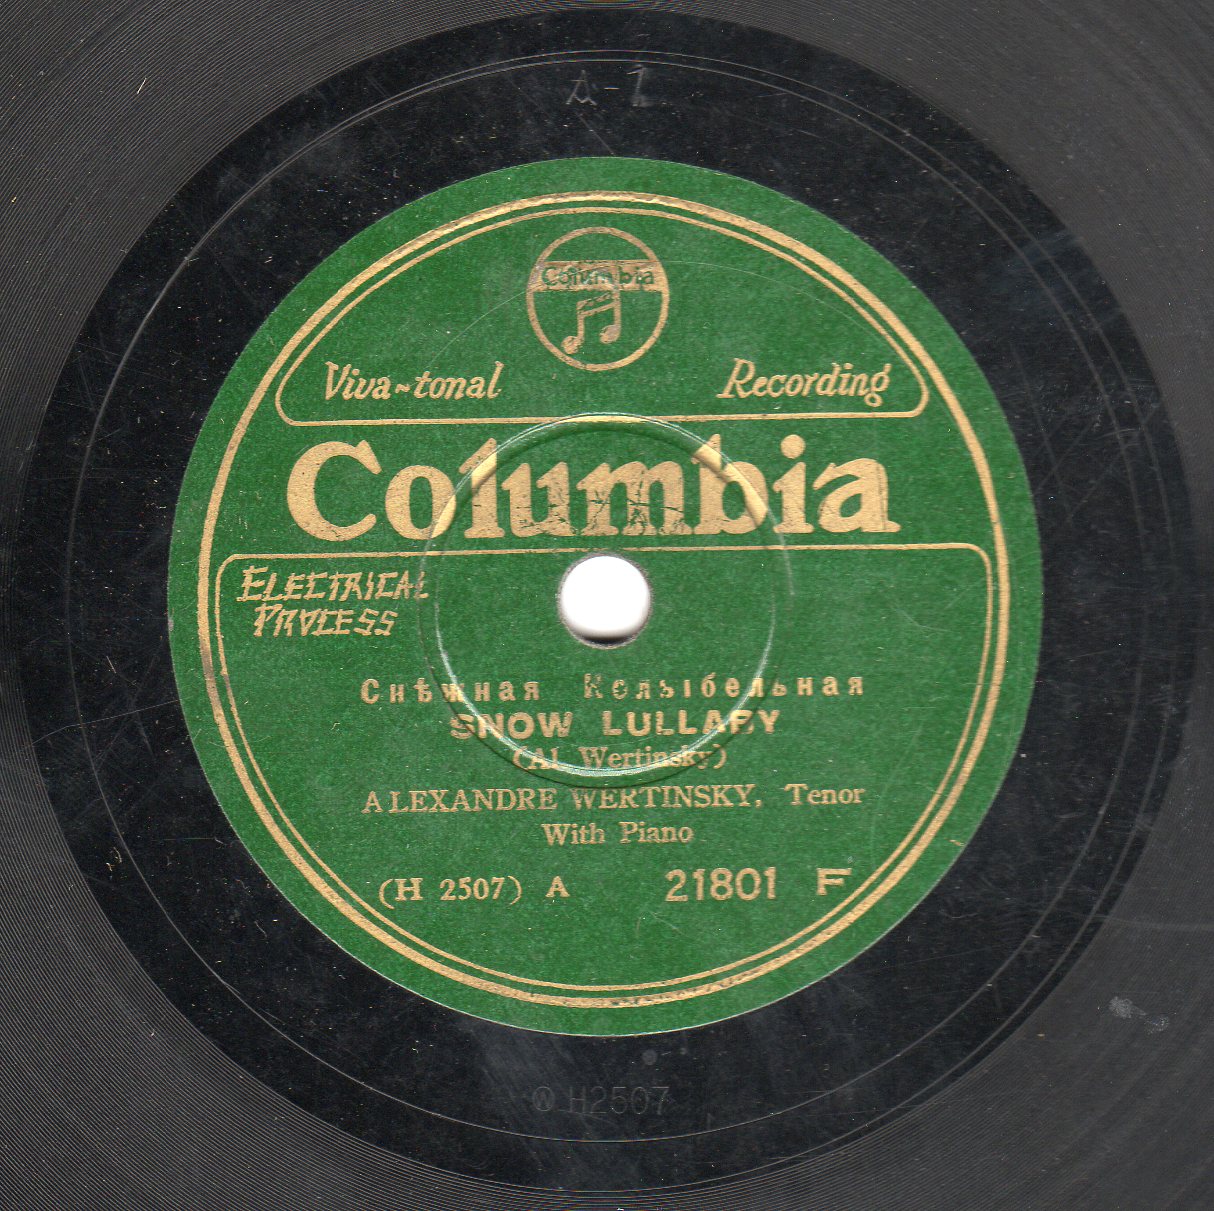 A-1
Columbia
Viva-tonal Recording
Columbia
ELECTRICAL
PROCESS
Снѣжная Колыбельная
SNOW LULLABY
(Al. Wertinsky)
ALEXANDRE WERTINSKY, Tenor
With Piano
(H 2507) A 21801 F
W H2507